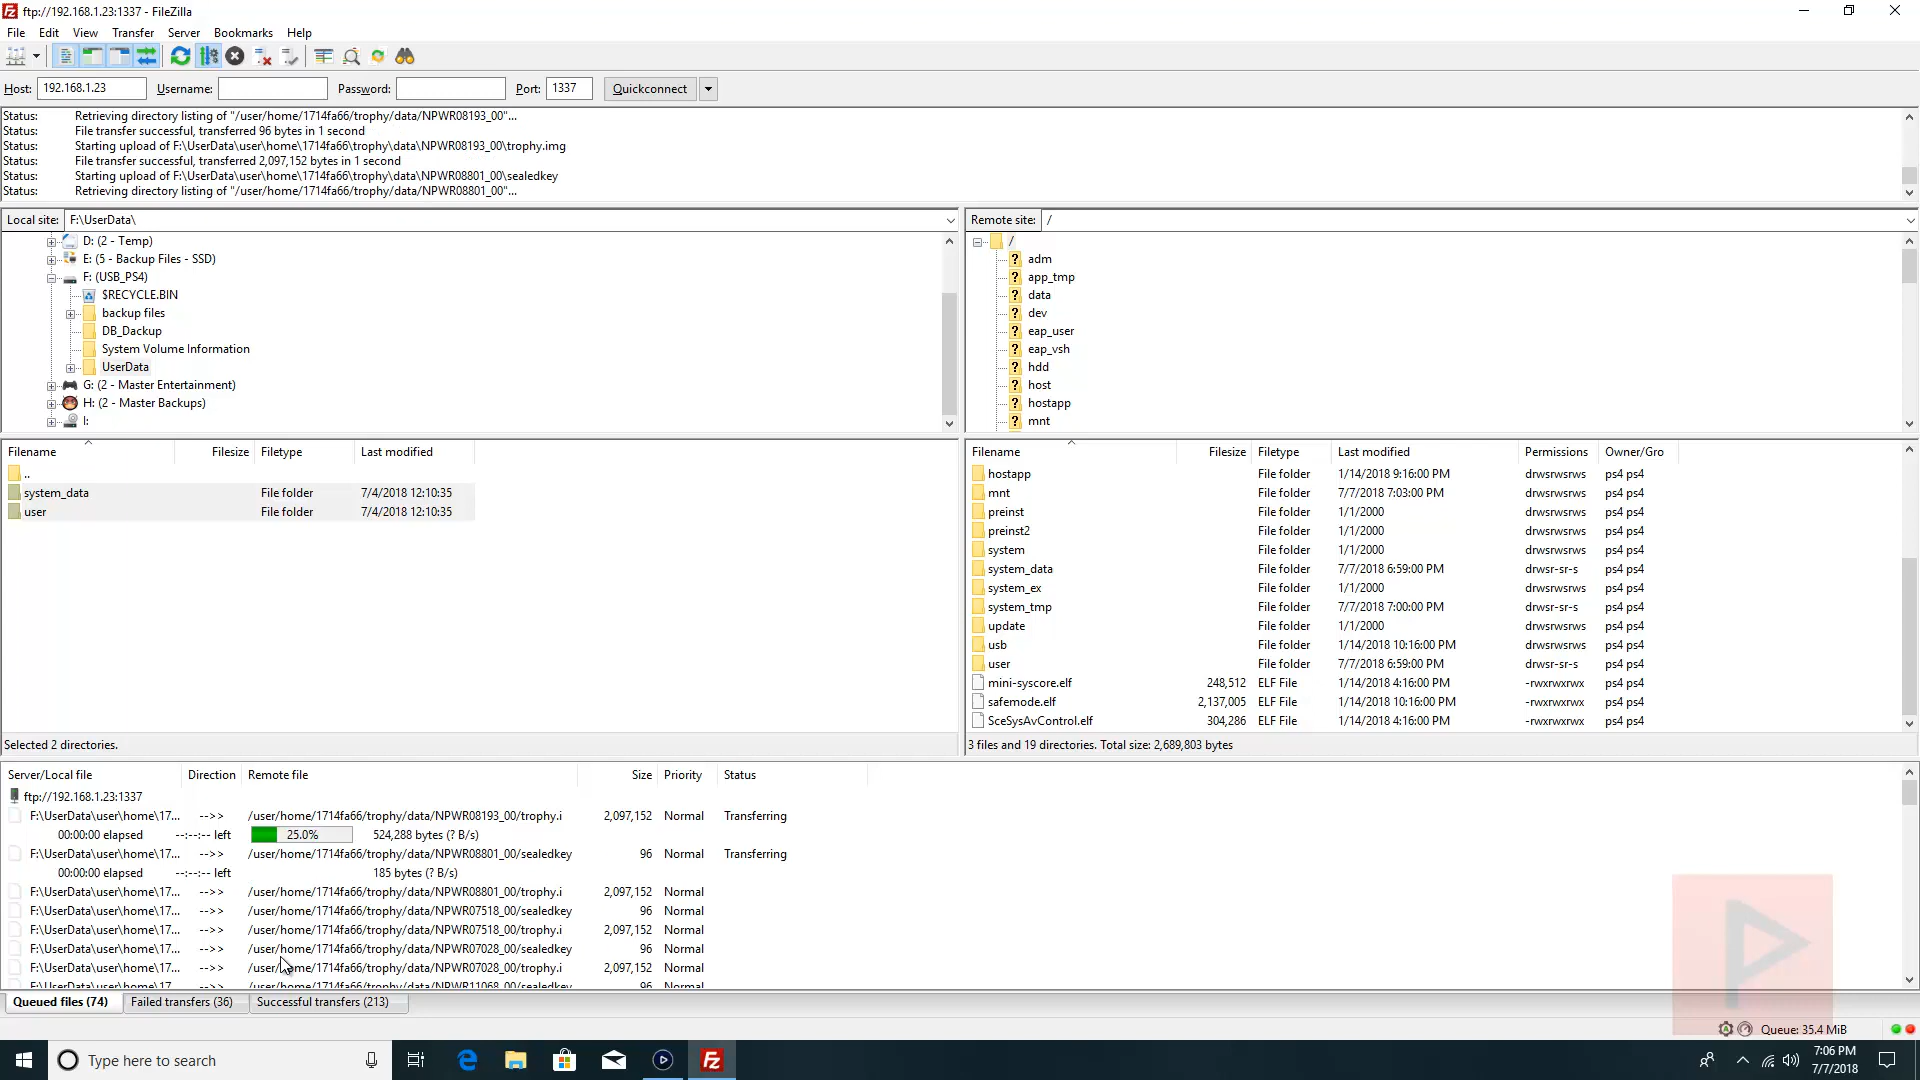 ftp://192.168.1.23:1337 - FileZilla
File Edit View Transfer Server Bookmarks Help
Host: 192.168.1.23 Username: Password: Port: 1337 Quickconnect
Status: Retrieving directory listing of "/user/home/1714fa66/trophy/data/NPWR08193_00"...
Status: File transfer successful, transferred 96 bytes in 1 second
Status: Starting upload of F:\UserData\user\home\1714fa66\trophy\data\NPWR08193_00\trophy.img
Status: File transfer successful, transferred 2,097,152 bytes in 1 second
Status: Starting upload of F:\UserData\user\home\1714fa66\trophy\data\NPWR08801_00\sealedkey
Status: Retrieving directory listing of "/user/home/1714fa66/trophy/data/NPWR08801_00"...
Local site: F:\UserData\
D: (2 - Temp)
E: (5 - Backup Files - SSD)
F: (USB_PS4)
$RECYCLE.BIN
backup files
DB_Dackup
System Volume Information
UserData
G: (2 - Master Entertainment)
H: (2 - Master Backups)
I:
Remote site: /
/
adm
app_tmp
data
dev
eap_user
eap_vsh
hdd
host
hostapp
mnt
Filename Filesize Filetype Last modified
..
system_data File folder 7/4/2018 12:10:35
user File folder 7/4/2018 12:10:35
Selected 2 directories.
Filename Filesize Filetype Last modified Permissions Owner/Gro
hostapp File folder 1/14/2018 9:16:00 PM drwsrwsrws ps4 ps4
mnt File folder 7/7/2018 7:03:00 PM drwsrwsrws ps4 ps4
preinst File folder 1/1/2000 drwsrwsrws ps4 ps4
preinst2 File folder 1/1/2000 drwsrwsrws ps4 ps4
system File folder 1/1/2000 drwsrwsrws ps4 ps4
system_data File folder 7/7/2018 6:59:00 PM drwsr-sr-s ps4 ps4
system_ex File folder 1/1/2000 drwsrwsrws ps4 ps4
system_tmp File folder 7/7/2018 7:00:00 PM drwsr-sr-s ps4 ps4
update File folder 1/1/2000 drwsrwsrws ps4 ps4
usb File folder 1/14/2018 10:16:00 PM drwsrwsrws ps4 ps4
user File folder 7/7/2018 6:59:00 PM drwsr-sr-s ps4 ps4
mini-syscore.elf 248,512 ELF File 1/14/2018 4:16:00 PM -rwxrwxrwx ps4 ps4
safemode.elf 2,137,005 ELF File 1/14/2018 10:16:00 PM -rwxrwxrwx ps4 ps4
SceSysAvControl.elf 304,286 ELF File 1/14/2018 4:16:00 PM -rwxrwxrwx ps4 ps4
3 files and 19 directories. Total size: 2,689,803 bytes
Server/Local file Direction Remote file Size Priority Status
ftp://192.168.1.23:1337
F:\UserData\user\home\17... -->> /user/home/1714fa66/trophy/data/NPWR08193_00/trophy.i 2,097,152 Normal Transferring
00:00:00 elapsed --:--:-- left 25.0% 524,288 bytes (? B/s)
F:\UserData\user\home\17... -->> /user/home/1714fa66/trophy/data/NPWR08801_00/sealedkey 96 Normal Transferring
00:00:00 elapsed --:--:-- left 185 bytes (? B/s)
F:\UserData\user\home\17... -->> /user/home/1714fa66/trophy/data/NPWR08801_00/trophy.i 2,097,152 Normal
F:\UserData\user\home\17... -->> /user/home/1714fa66/trophy/data/NPWR07518_00/sealedkey 96 Normal
F:\UserData\user\home\17... -->> /user/home/1714fa66/trophy/data/NPWR07518_00/trophy.i 2,097,152 Normal
F:\UserData\user\home\17... -->> /user/home/1714fa66/trophy/data/NPWR07028_00/sealedkey 96 Normal
F:\UserData\user\home\17... -->> /user/home/1714fa66/trophy/data/NPWR07028_00/trophy.i 2,097,152 Normal
F:\UserData\user\home\17... -->> /user/home/1714fa66/trophy/data/NPWR11068_00/sealedkey 96 Normal
Queued files (74) Failed transfers (36) Successful transfers (213)
Queue: 35.4 MiB
Type here to search
7:06 PM
7/7/2018